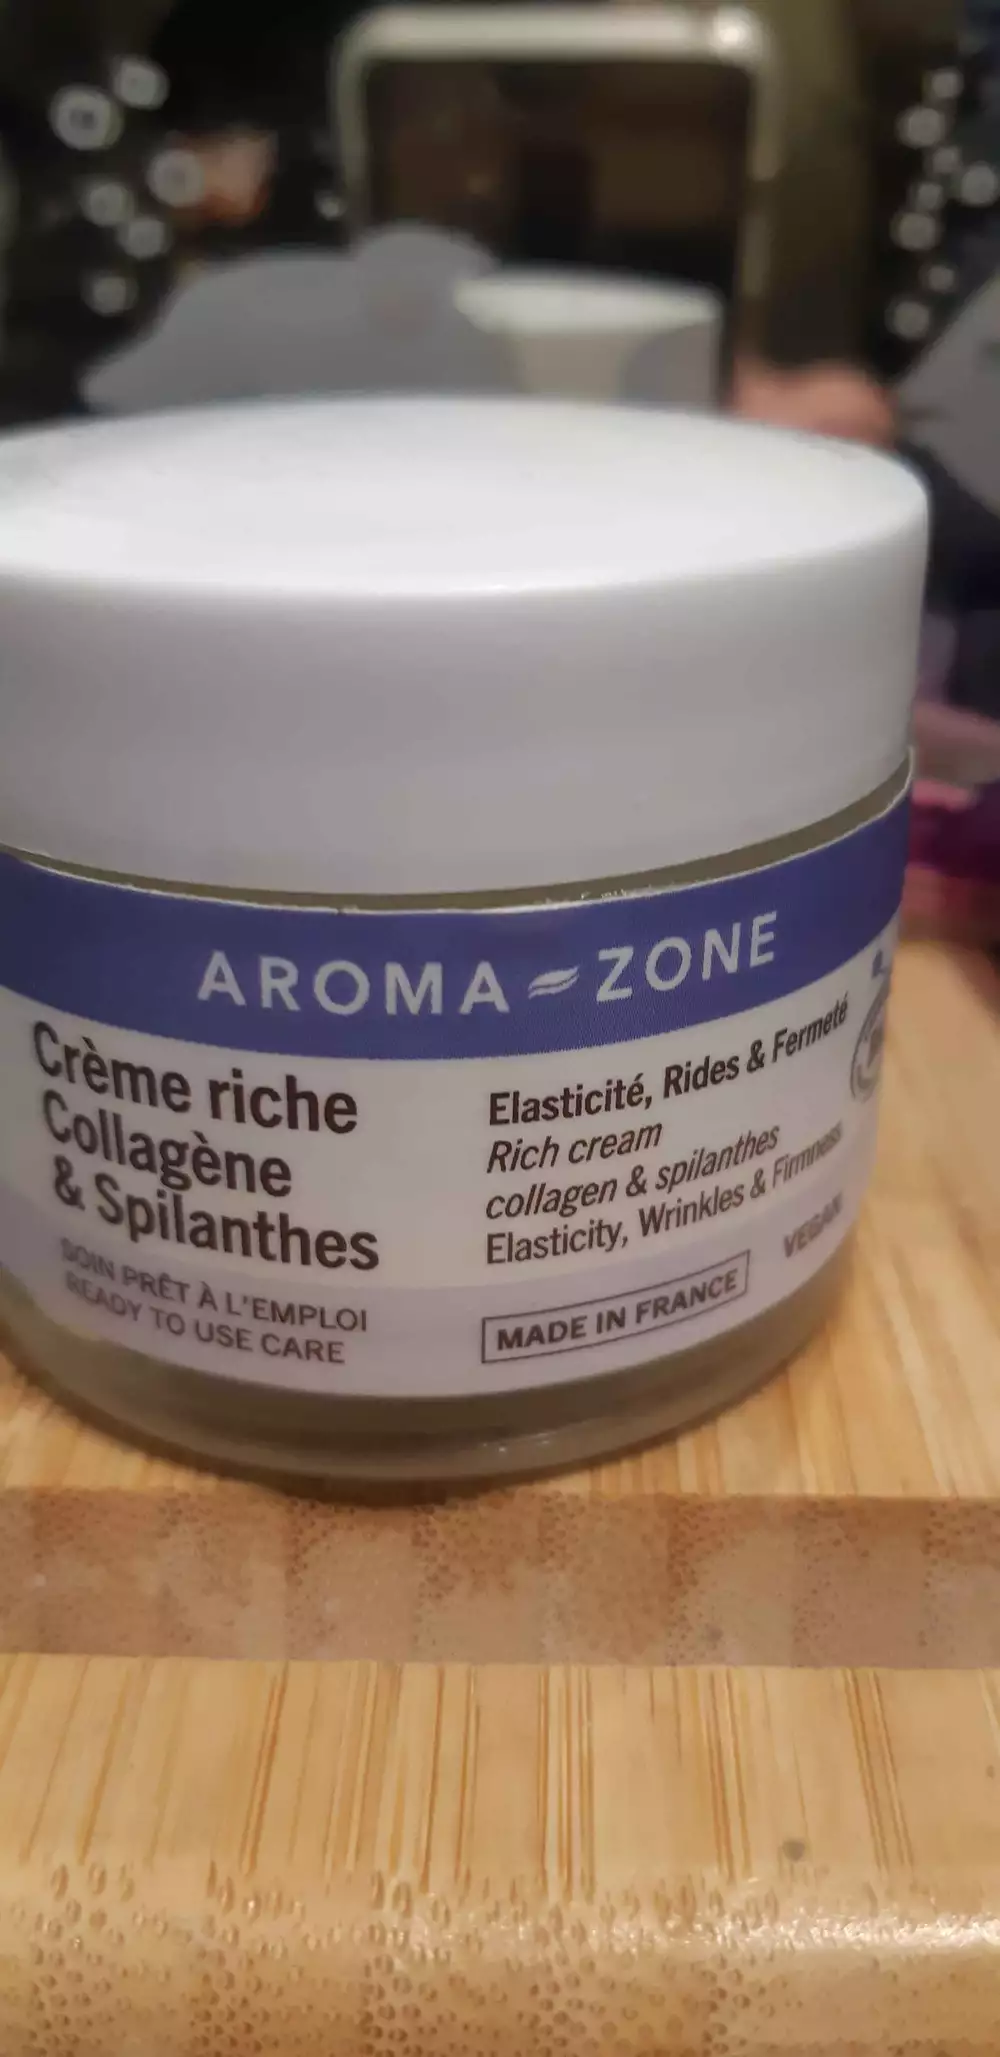 AROMA ZONE
Crème riche
Collagène
& Spilanthes
SOIN PRÊT À L'EMPLOI
READY TO USE CARE
Elasticité, Rides & Fermeté
Rich cream
collagen & spilanthes
Elasticity, Wrinkles & Firmness
MADE IN FRANCE
VEGAN